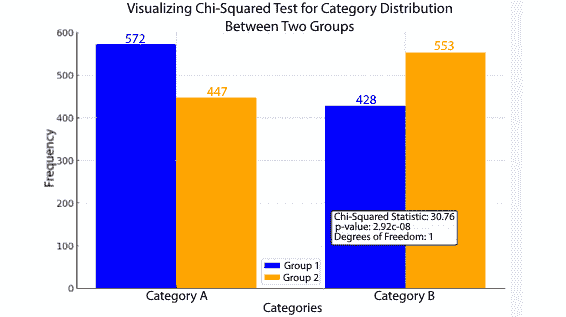 Visualizing Chi-Squared Test for Category Distribution
Between Two Groups
600
500
400
300
200
100
0
Frequency
572
447
428
553
Chi-Squared Statistic: 30.76
p-value: 2.92c-08
Degrees of Freedom: 1
Group 1
Group 2
Category A
Category B
Categories